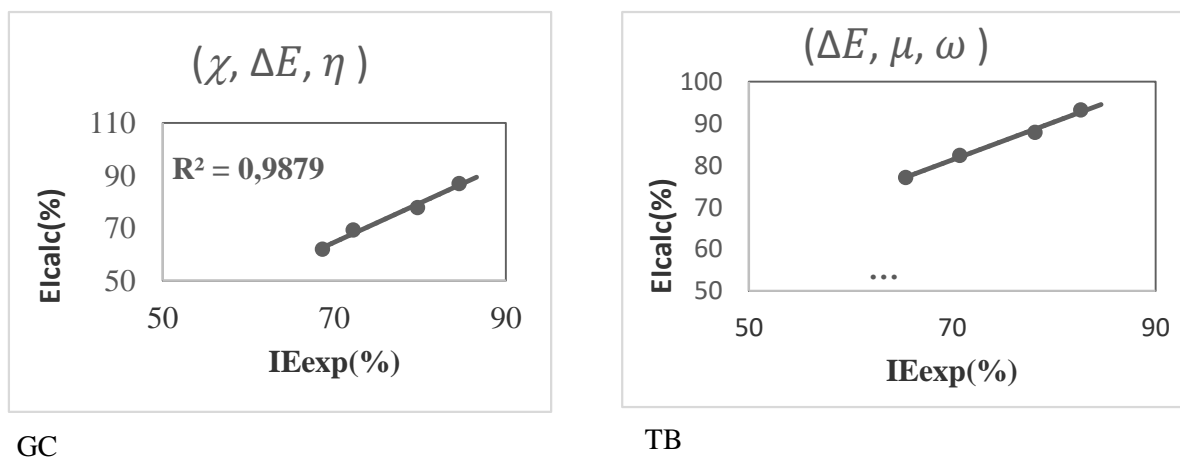 (χ, ΔE, η )
110
90
70
50
R² = 0,9879
EIcalc(%)
50 70 90
IEexp(%)
GC
(ΔE, μ, ω )
100
90
80
70
60
50
...
EIcalc(%)
50 70 90
IEexp(%)
TB